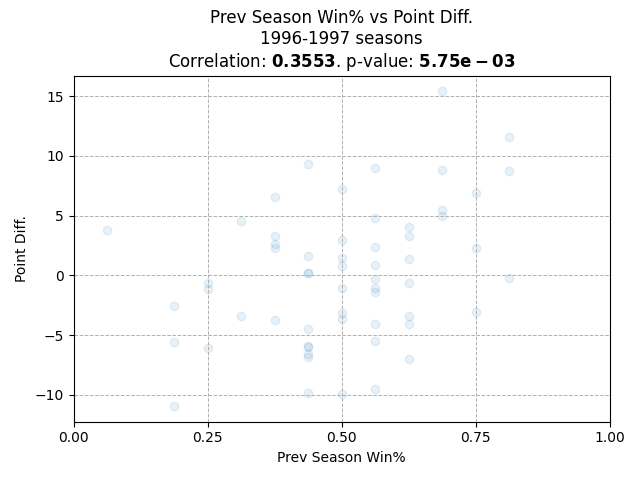 Prev Season Win% vs Point Diff.
1996-1997 seasons
Correlation: 0.3553. p-value: 5.75e − 03
15
10
5
0
−5
−10
Point Diff.
0.00 0.25 0.50 0.75 1.00
Prev Season Win%